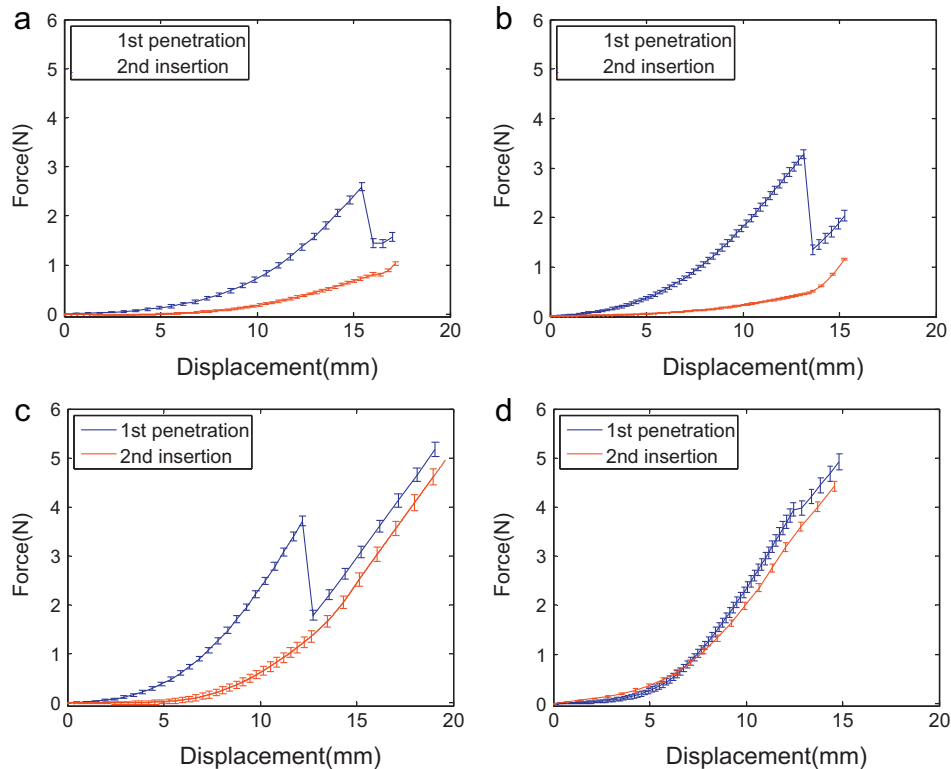 a
1st penetration
2nd insertion
Force(N)
6
5
4
3
2
1
0
0 5 10 15 20
Displacement(mm)
b
1st penetration
2nd insertion
Force(N)
6
5
4
3
2
1
0
0 5 10 15 20
Displacement(mm)
c
1st penetration
2nd insertion
Force(N)
6
5
4
3
2
1
0
0 5 10 15 20
Displacement(mm)
d
1st penetration
2nd insertion
Force(N)
6
5
4
3
2
1
0
0 5 10 15 20
Displacement(mm)